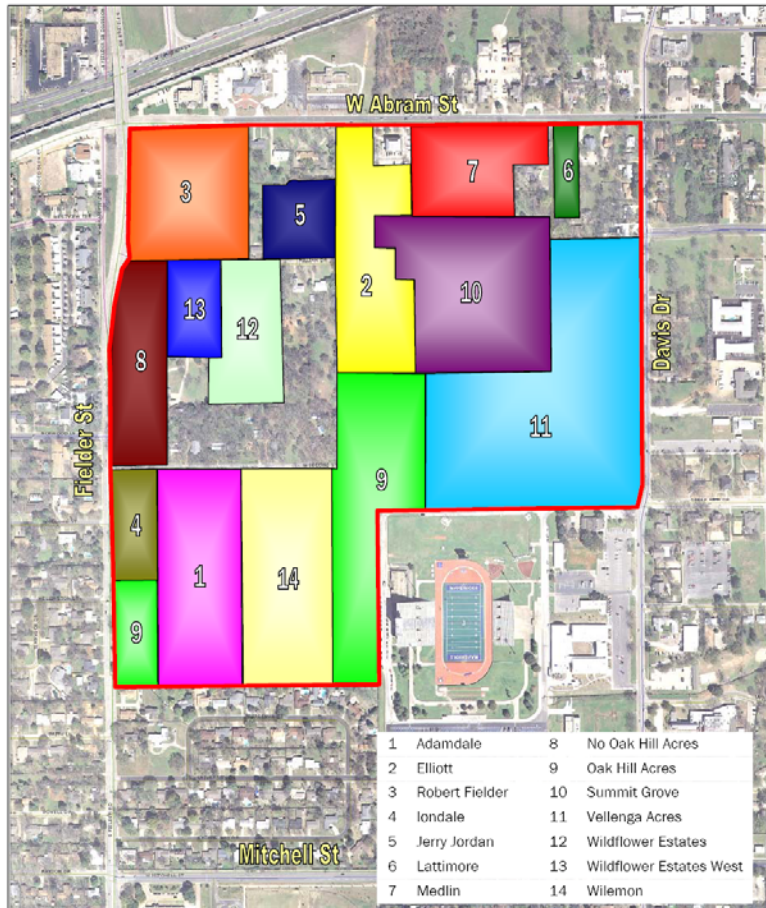 W Abram St
3
7
6
5
2
13
12
10
8
Davis Dr
11
Fielder St
9
4
1
14
9
Mitchell St
1 Adamdale 8 No Oak Hill Acres
2 Elliott 9 Oak Hill Acres
3 Robert Fielder 10 Summit Grove
4 Iondale 11 Vellenga Acres
5 Jerry Jordan 12 Wildflower Estates
6 Lattimore 13 Wildflower Estates West
7 Medlin 14 Wilemon